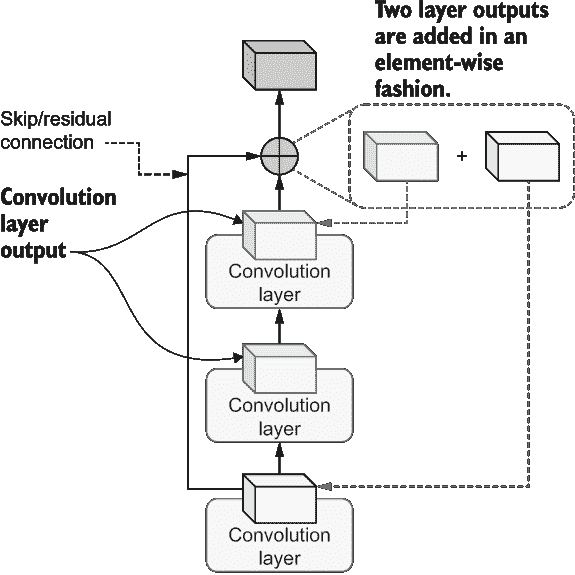 Two layer outputs
are added in an
element-wise
fashion.
Skip/residual
connection
+
Convolution
layer
output
Convolution
layer
Convolution
layer
Convolution
layer